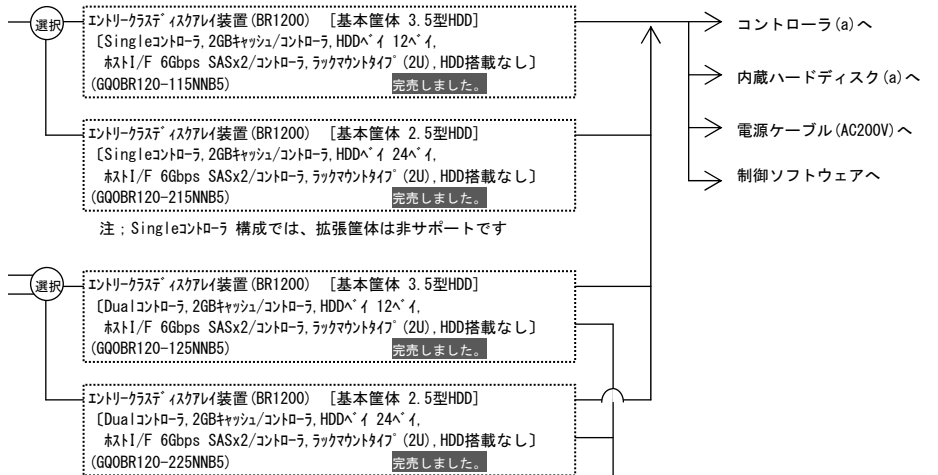 選択
エントリークラスディスクアレイ装置(BR1200) [基本筐体 3.5型HDD]
〔Singleコントローラ,2GBキャッシュ/コントローラ,HDDベイ 12ベイ,
ホストI/F 6Gbps SASx2/コントローラ,ラックマウントタイプ(2U),HDD搭載なし〕
(GQOBR120-115NNB5) 完売しました。
エントリークラスディスクアレイ装置(BR1200) [基本筐体 2.5型HDD]
〔Singleコントローラ,2GBキャッシュ/コントローラ,HDDベイ 24ベイ,
ホストI/F 6Gbps SASx2/コントローラ,ラックマウントタイプ(2U),HDD搭載なし〕
(GQOBR120-215NNB5) 完売しました。
注;Singleコントローラ 構成では、拡張筐体は非サポートです
コントローラ(a)へ
内蔵ハードディスク(a)へ
電源ケーブル(AC200V)へ
制御ソフトウェアへ
選択
エントリークラスディスクアレイ装置(BR1200) [基本筐体 3.5型HDD]
〔Dualコントローラ,2GBキャッシュ/コントローラ,HDDベイ 12ベイ,
ホストI/F 6Gbps SASx2/コントローラ,ラックマウントタイプ(2U),HDD搭載なし〕
(GQOBR120-125NNB5) 完売しました。
エントリークラスディスクアレイ装置(BR1200) [基本筐体 2.5型HDD]
〔Dualコントローラ,2GBキャッシュ/コントローラ,HDDベイ 24ベイ,
ホストI/F 6Gbps SASx2/コントローラ,ラックマウントタイプ(2U),HDD搭載なし〕
(GQOBR120-225NNB5) 完売しました。